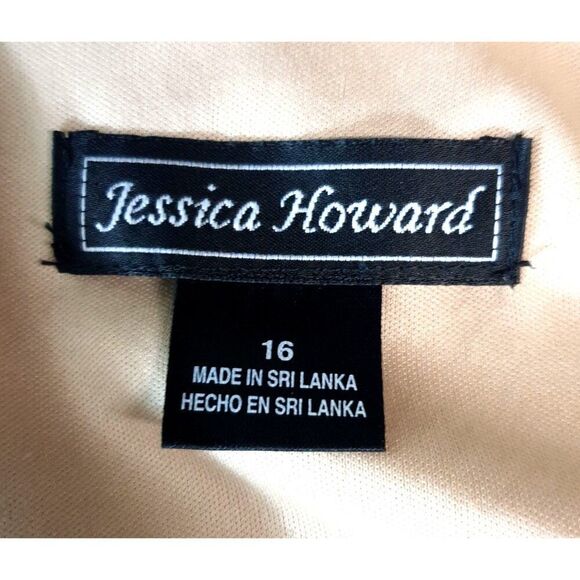 Jessica Howard
16
MADE IN SRI LANKA
HECHO EN SRI LANKA